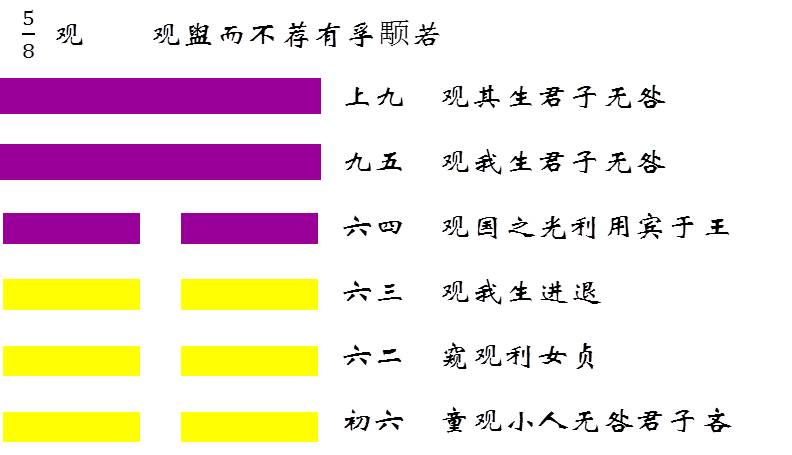 5/8 观 观盥而不荐有孚颙若
上九 观其生君子无咎
九五 观我生君子无咎
六四 观国之光利用宾于王
六三 观我生进退
六二 窥观利女贞
初六 童观小人无咎君子吝